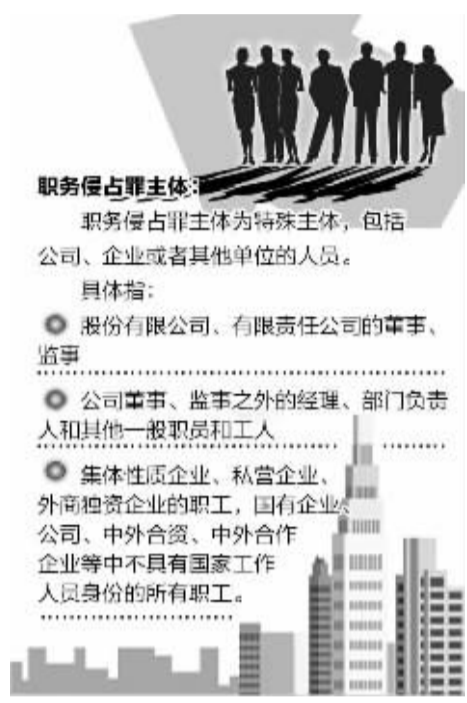 职务侵占罪主体：
职务侵占罪主体为特殊主体，包括
公司、企业或者其他单位的人员。
具体指：
股份有限公司、有限责任公司的董事、
监事
公司董事、监事之外的经理、部门负责
人和其他一般职员和工人
集体性质企业、私营企业、
外商独资企业的职工，国有企业、
公司、中外合资、中外合作
企业等中不具有国家工作
人员身份的所有职工。